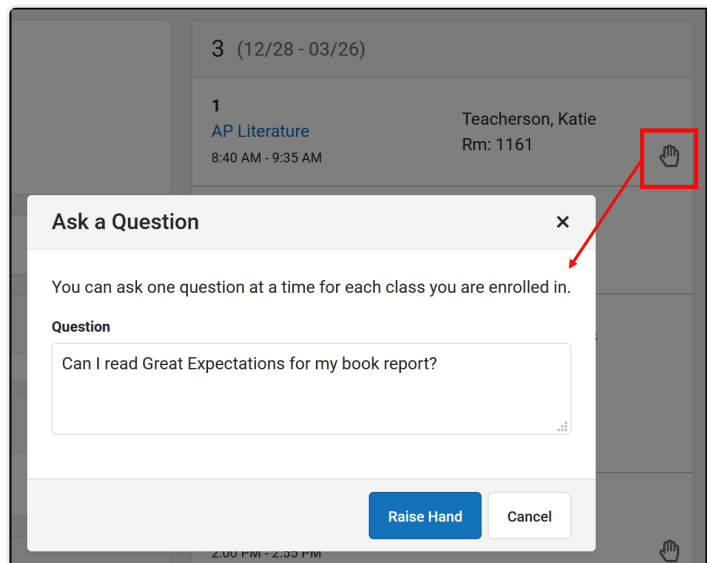 3 (12/28 - 03/26)
1
AP Literature
8:40 AM - 9:35 AM
Teacherson, Katie
Rm: 1161
Ask a Question
×
You can ask one question at a time for each class you are enrolled in.
Question
Can I read Great Expectations for my book report?
Raise Hand Cancel
2:00 PM - 2:55 PM